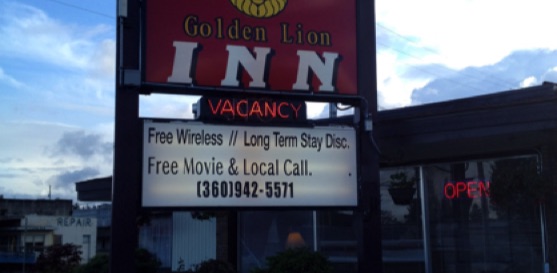 Golden Lion
INN
VACANCY
Free Wireless // Long Term Stay Disc.
Free Movie & Local Call.
(360)942-5571
OPEN
REPAIR